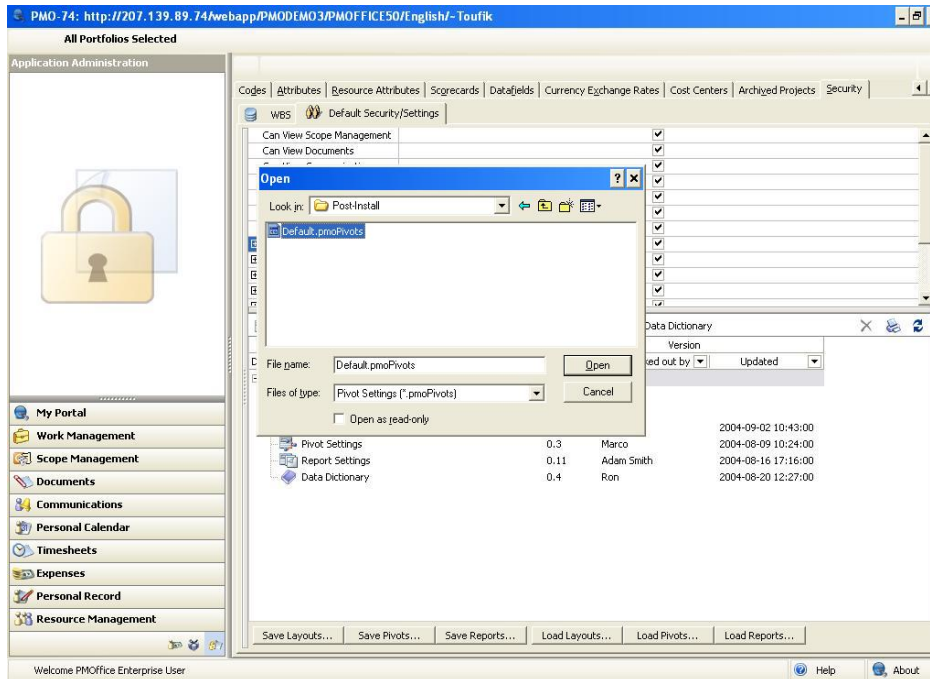 PMO-74: http://207.139.89.74/webapp/PMODEMO3/PMOFFICE50/English/-Toufik
All Portfolios Selected
Application Administration
Codes Attributes Resource Attributes Scorecards Datafields Currency Exchange Rates Cost Centers Archived Projects Security
WBS Default Security/Settings
Can View Scope Management
Can View Documents
Open
Look in: Post-Install
Default.pmoPivots
File name: Default.pmoPivots Open
Files of type: Pivot Settings (*.pmoPivots) Cancel
Open as read-only
Data Dictionary
Version
ked out by Updated
2004-09-02 10:43:00
Pivot Settings 0.3 Marco 2004-08-09 10:24:00
Report Settings 0.11 Adam Smith 2004-08-16 17:16:00
Data Dictionary 0.4 Ron 2004-08-20 12:27:00
My Portal
Work Management
Scope Management
Documents
Communications
Personal Calendar
Timesheets
Expenses
Personal Record
Resource Management
Save Layouts... Save Pivots... Save Reports... Load Layouts... Load Pivots... Load Reports...
Welcome PMOffice Enterprise User Help About